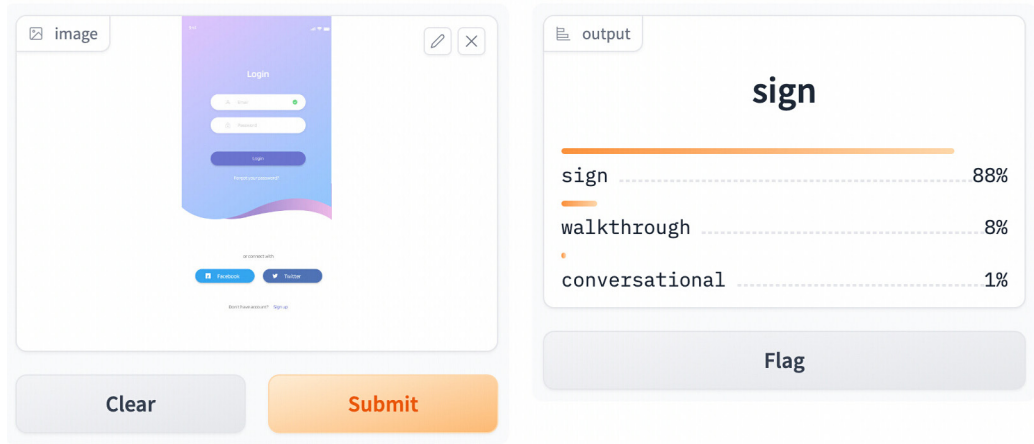 image
Login
Email
Password
Login
Forgot your password?
or connect with
Facebook
Twitter
Don't have account? Sign up
Clear
Submit
output
sign
sign 88%
walkthrough 8%
conversational 1%
Flag